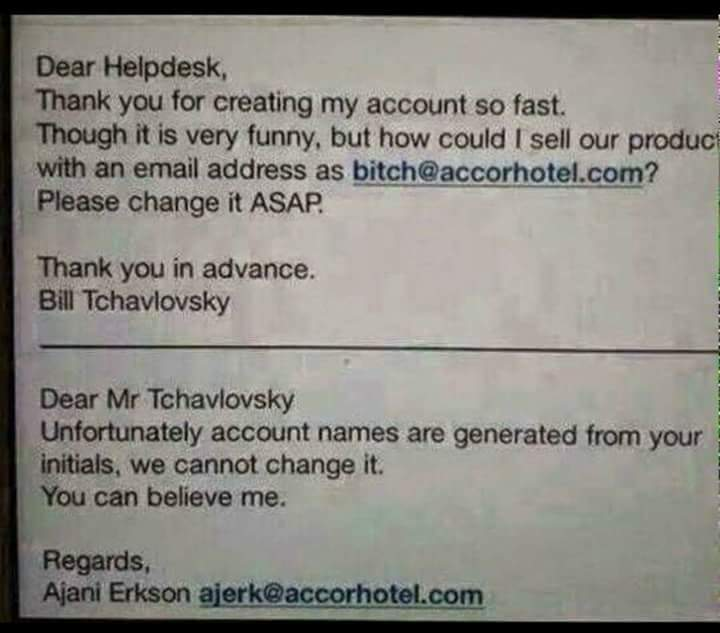 Dear Helpdesk,
Thank you for creating my account so fast.
Though it is very funny, but how could I sell our product
with an email address as bitch@accorhotel.com?
Please change it ASAP.
Thank you in advance.
Bill Tchavlovsky
Dear Mr Tchavlovsky
Unfortunately account names are generated from your
initials, we cannot change it.
You can believe me.
Regards,
Ajani Erkson ajerk@accorhotel.com